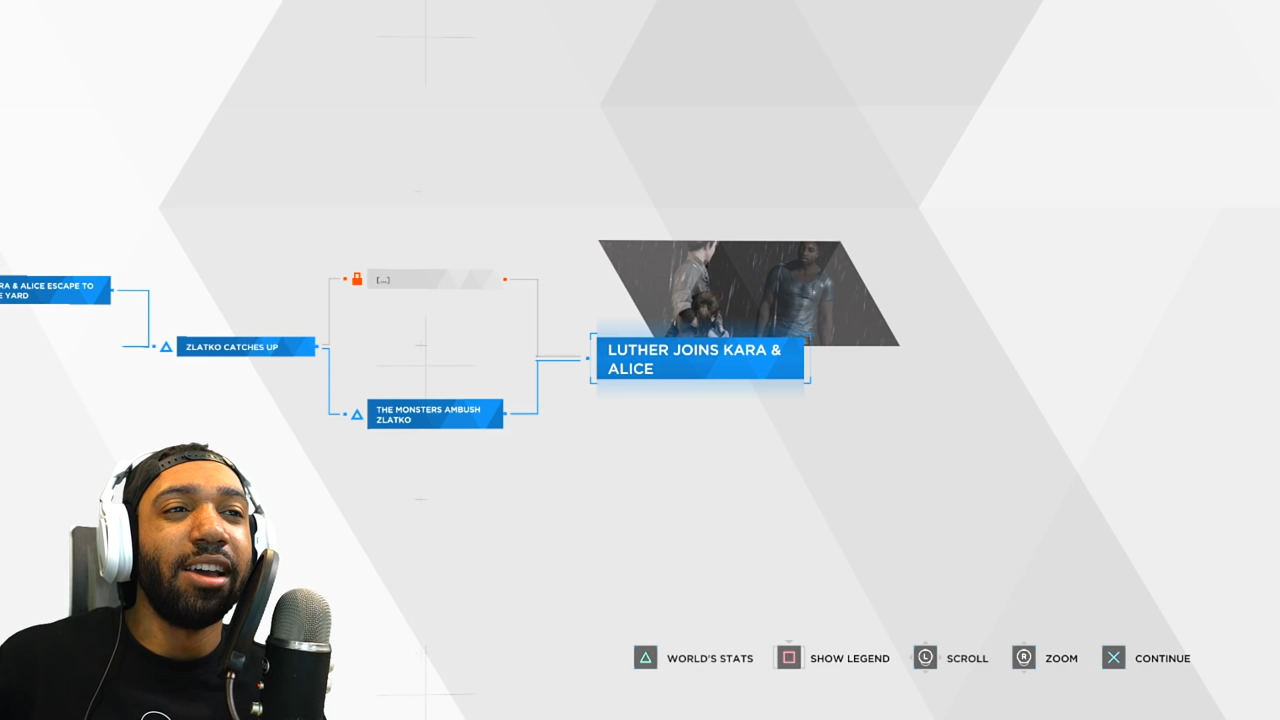 RA & ALICE ESCAPE TO
E YARD
ZLATKO CATCHES UP
[...]
THE MONSTERS AMBUSH
ZLATKO
LUTHER JOINS KARA &
ALICE
WORLD'S STATS
SHOW LEGEND
L
SCROLL
R
ZOOM
CONTINUE